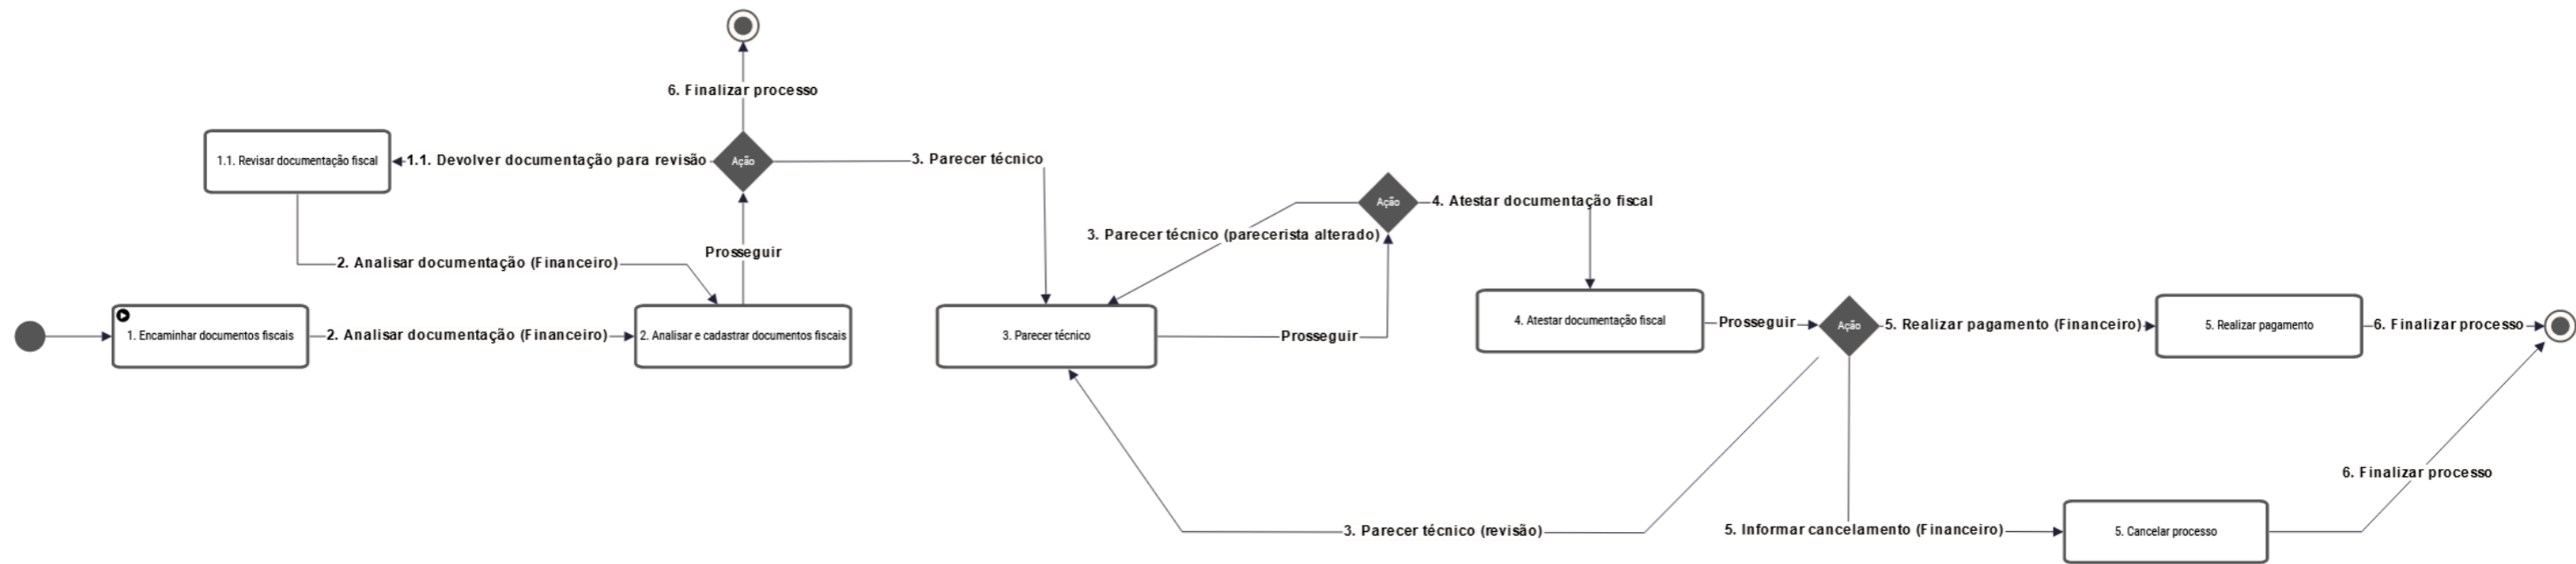 6. Finalizar processo
1.1. Revisar documentação fiscal
1.1. Devolver documentação para revisão
Ação
3. Parecer técnico
Ação
4. Atestar documentação fiscal
3. Parecer técnico (parecerista alterado)
Prosseguir
2. Analisar documentação (Financeiro)
1. Encaminhar documentos fiscais
2. Analisar documentação (Financeiro)
2. Analisar e cadastrar documentos fiscais
3. Parecer técnico
Prosseguir
4. Atestar documentação fiscal
Prosseguir
Ação
5. Realizar pagamento (Financeiro)
5. Realizar pagamento
6. Finalizar processo
6. Finalizar processo
3. Parecer técnico (revisão)
5. Informar cancelamento (Financeiro)
5. Cancelar processo